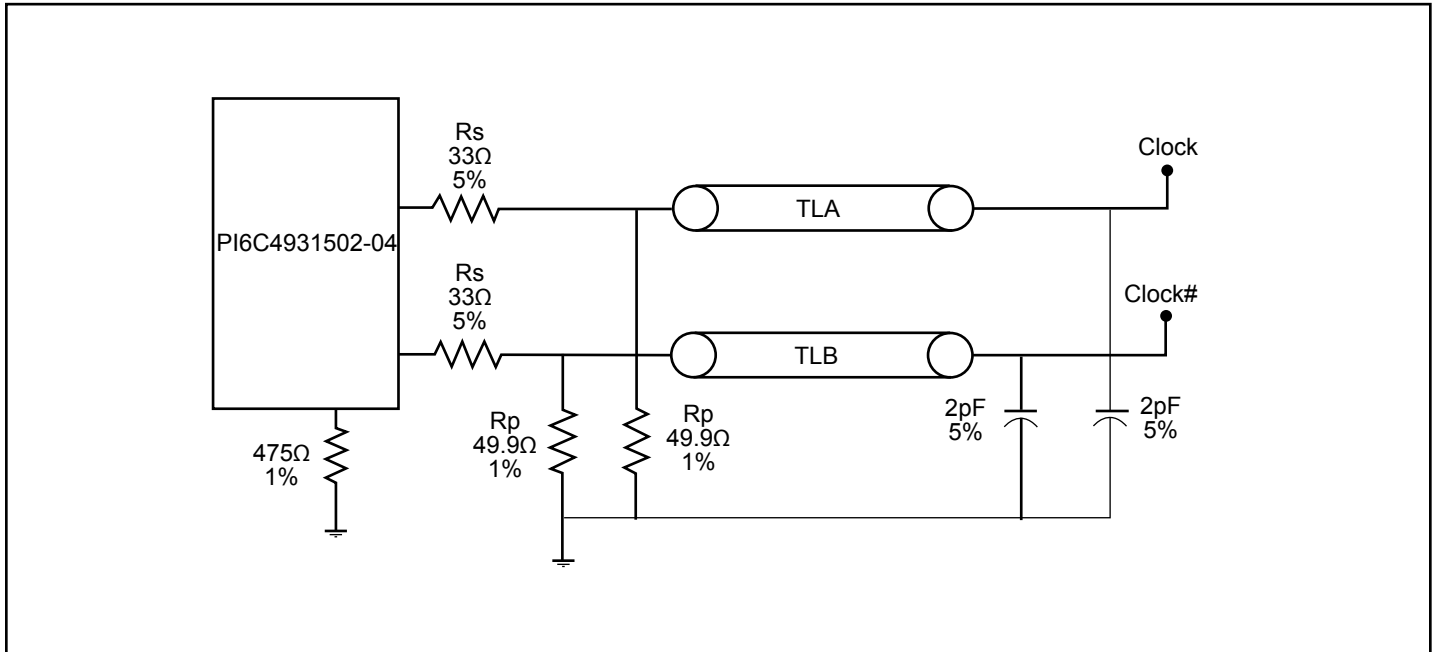 Rs
33Ω
5%
Clock
TLA
PI6C4931502-04
Rs
33Ω
5%
Clock#
TLB
475Ω
1%
Rp
49.9Ω
1%
Rp
49.9Ω
1%
2pF
5%
2pF
5%